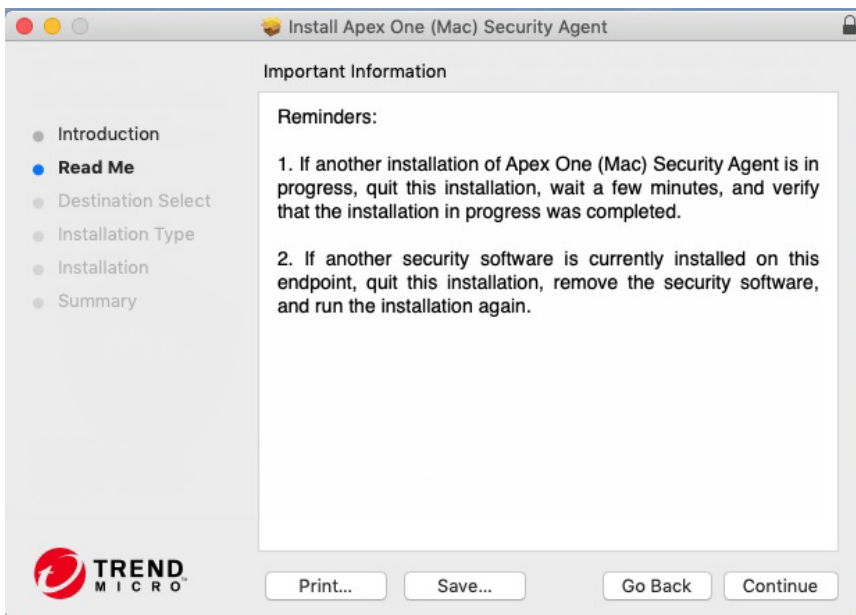 Install Apex One (Mac) Security Agent
Important Information
Introduction
Read Me
Destination Select
Installation Type
Installation
Summary
Reminders:
1. If another installation of Apex One (Mac) Security Agent is in
progress, quit this installation, wait a few minutes, and verify
that the installation in progress was completed.
2. If another security software is currently installed on this
endpoint, quit this installation, remove the security software,
and run the installation again.
TREND
MICRO™
Print...
Save...
Go Back
Continue